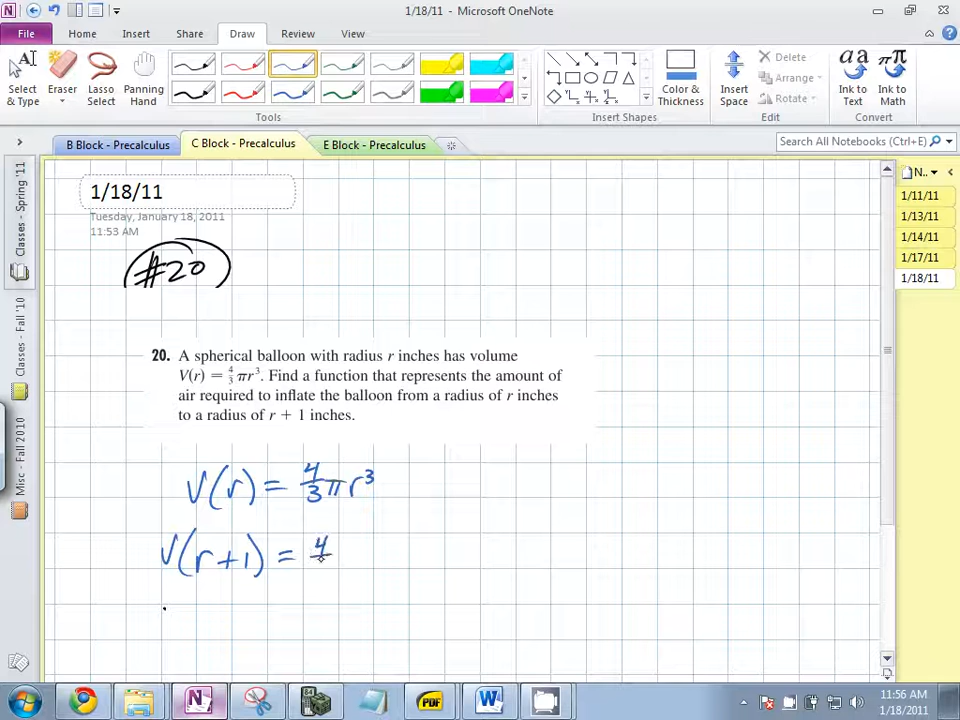 1/18/11 - Microsoft OneNote
File Home Insert Share Draw Review View
Select & Type
Eraser
Lasso Select
Panning Hand
Color & Thickness
Insert Space
Delete
Arrange
Rotate
Ink to Text
Ink to Math
Tools Insert Shapes Edit Convert
B Block - Precalculus C Block - Precalculus E Block - Precalculus
Search All Notebooks (Ctrl+E)
Classes - Spring '11
Classes - Fall '10
Misc - Fall 2010
N..
1/11/11
1/13/11
1/14/11
1/17/11
1/18/11
1/18/11
Tuesday, January 18, 2011
11:53 AM
#20
20. A spherical balloon with radius r inches has volume
V(r) = 4/3 πr³. Find a function that represents the amount of
air required to inflate the balloon from a radius of r inches
to a radius of r + 1 inches.
V(r) = 4/3 πr³
V(r+1) = 4
PDF
W
11:56 AM
1/18/2011